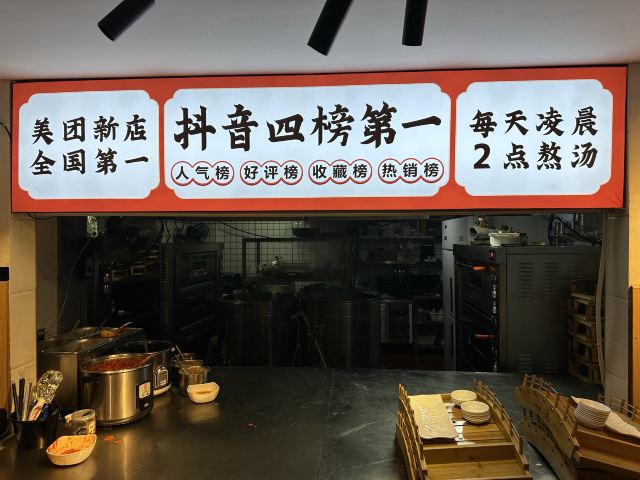 美团新店
全国第一
抖音四榜第一
人气榜 好评榜 收藏榜 热销榜
每天凌晨
2点熬汤